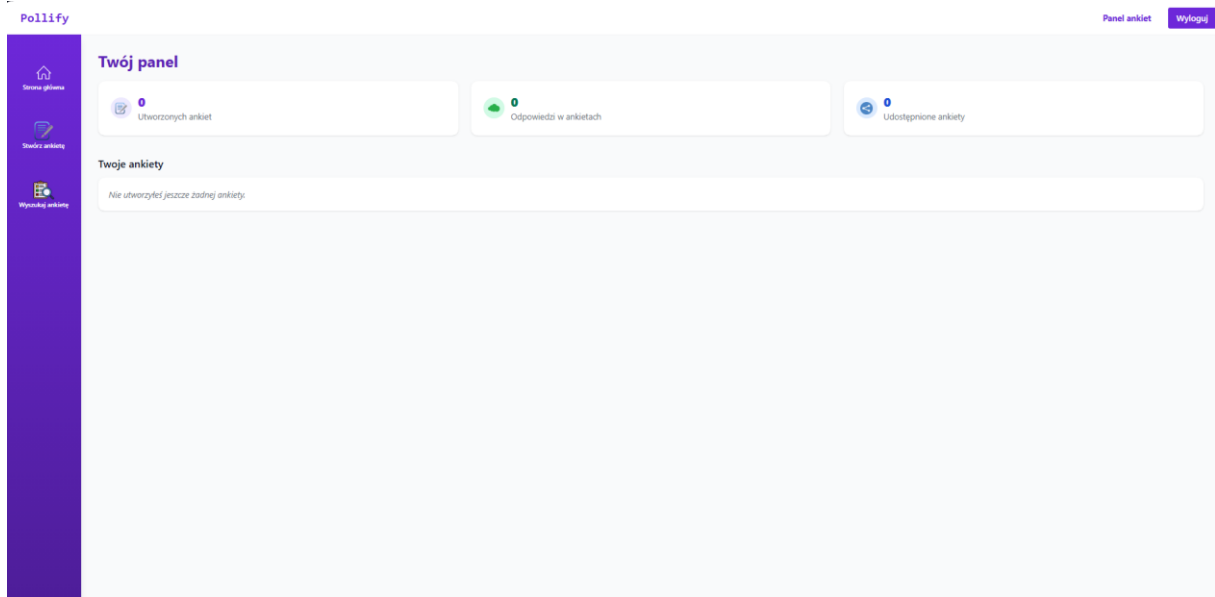 Pollify
Panel ankiet
Wyloguj
Strona główna
Stwórz ankietę
Wyszukaj ankietę
Twój panel
0
Utworzonych ankiet
0
Odpowiedzi w ankietach
0
Udostępnione ankiety
Twoje ankiety
Nie utworzyłeś jeszcze żadnej ankiety.